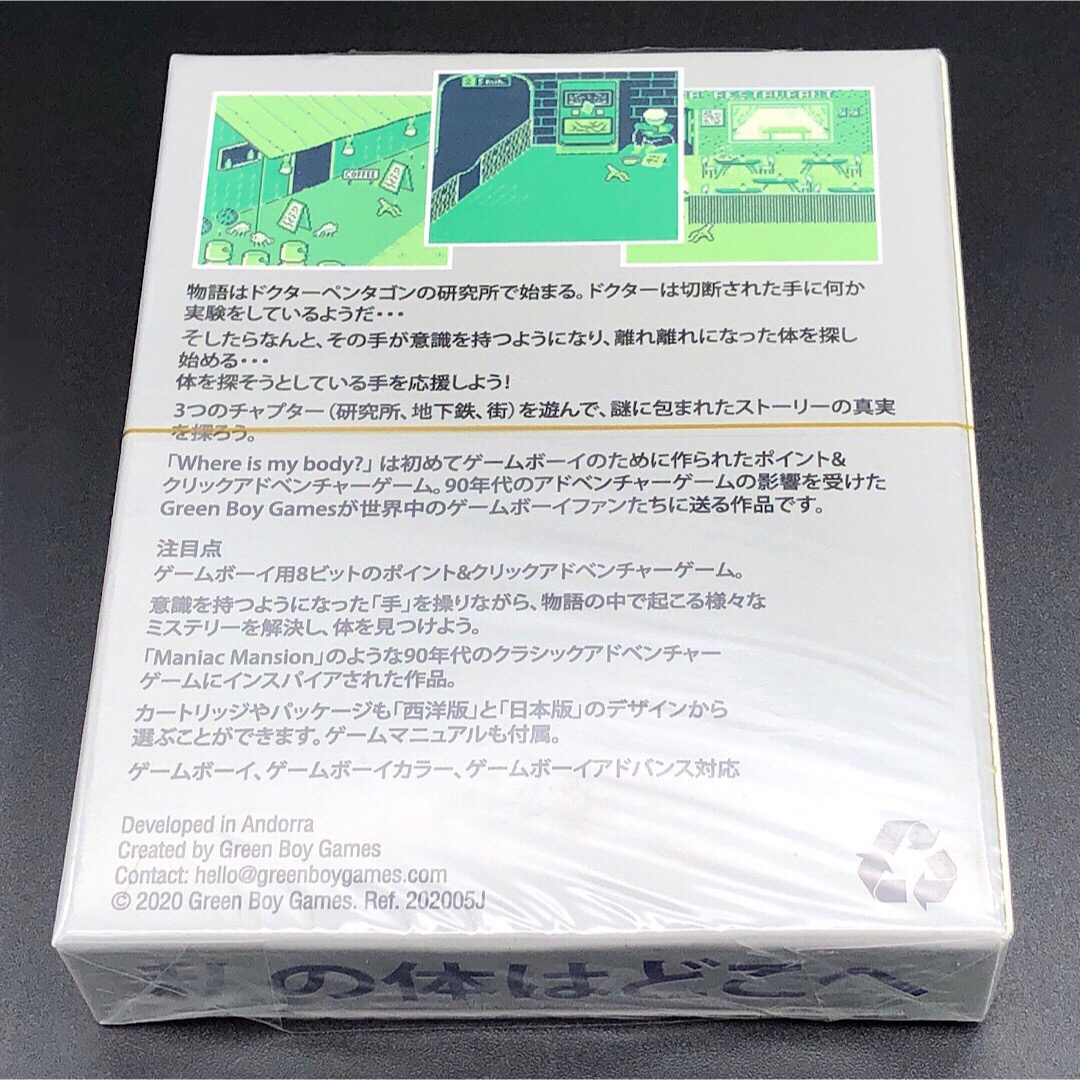 COFFEE
RESTAURANT
物語はドクターペンタゴンの研究所で始まる。ドクターは切断された手に何か
実験をしているようだ・・・
そしたらなんと、その手が意識を持つようになり、離れ離れになった体を探し
始める・・・
体を探そうとしている手を応援しよう!
3つのチャプター（研究所、地下鉄、街）を遊んで、謎に包まれたストーリーの真実
を探ろう。
「Where is my body?」は初めてゲームボーイのために作られたポイント&
クリックアドベンチャーゲーム。90年代のアドベンチャーゲームの影響を受けた
Green Boy Gamesが世界中のゲームボーイファンたちに送る作品です。
注目点
ゲームボーイ用8ビットのポイント&クリックアドベンチャーゲーム。
意識を持つようになった「手」を操りながら、物語の中で起こる様々な
ミステリーを解決し、体を見つけよう。
「Maniac Mansion」のような90年代のクラシックアドベンチャー
ゲームにインスパイアされた作品。
カートリッジやパッケージも「西洋版」と「日本版」のデザインから
選ぶことができます。ゲームマニュアルも付属。
ゲームボーイ、ゲームボーイカラー、ゲームボーイアドバンス対応
Developed in Andorra
Created by Green Boy Games
Contact: hello@greenboygames.com
© 2020 Green Boy Games. Ref. 202005J
私の体はどこへ